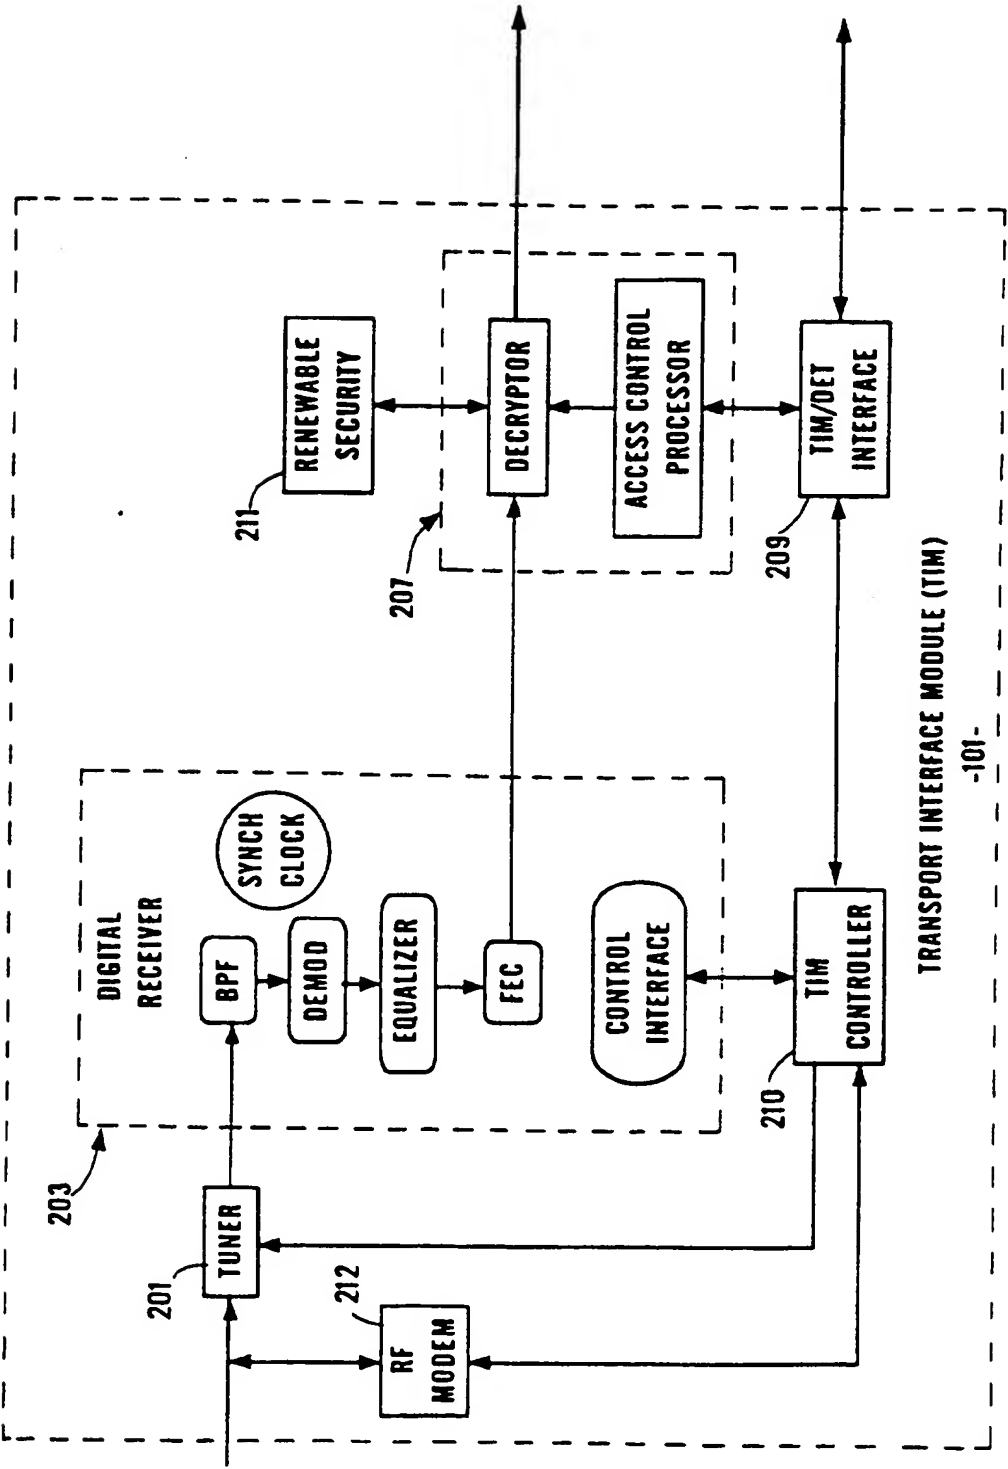 203
DIGITAL
RECEIVER
201
TUNER
BPF
SYNCH
CLOCK
DEMOD
EQUALIZER
FEC
212
RF
MODEM
CONTROL
INTERFACE
210
TIM
CONTROLLER
211
RENEWABLE
SECURITY
207
DECRYPTOR
ACCESS CONTROL
PROCESSOR
209
TIM/DET
INTERFACE
TRANSPORT INTERFACE MODULE (TIM)
-101-